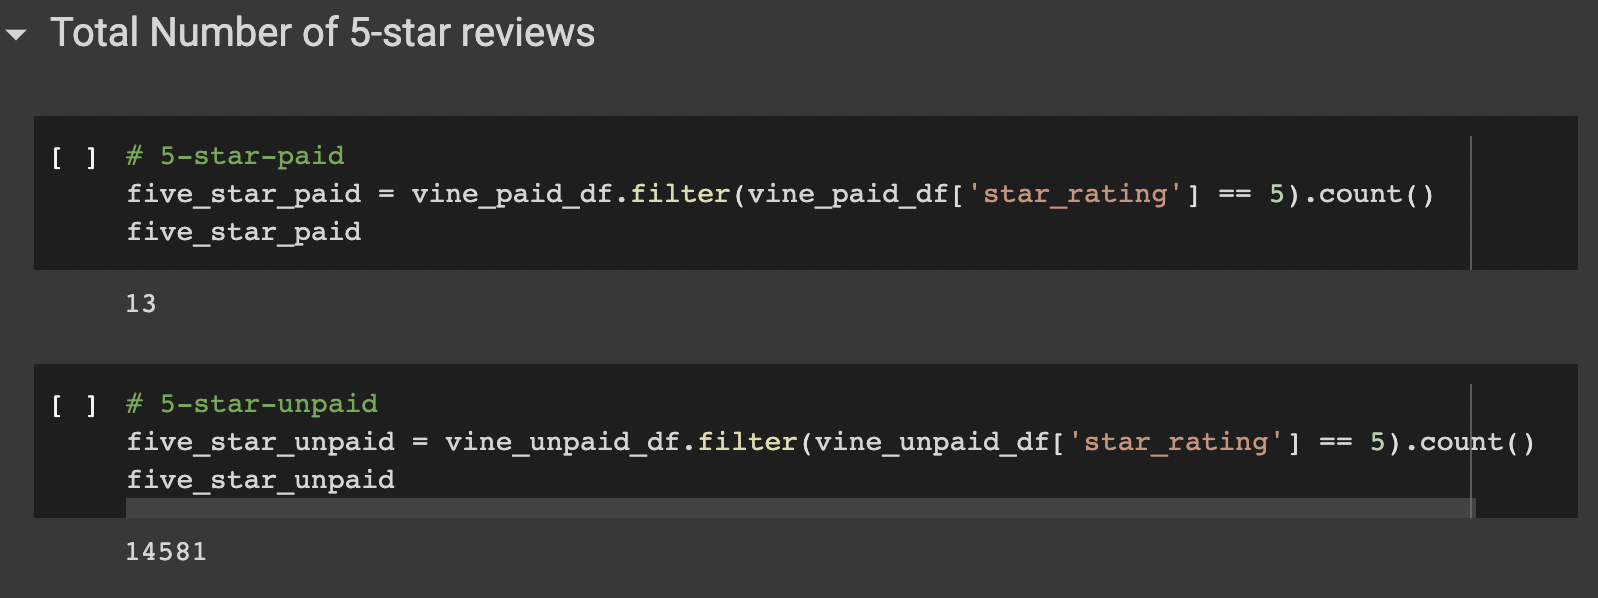 Total Number of 5-star reviews
[ ] # 5-star-paid
five_star_paid = vine_paid_df.filter(vine_paid_df['star_rating'] == 5).count()
five_star_paid
13
[ ] # 5-star-unpaid
five_star_unpaid = vine_unpaid_df.filter(vine_unpaid_df['star_rating'] == 5).count()
five_star_unpaid
14581